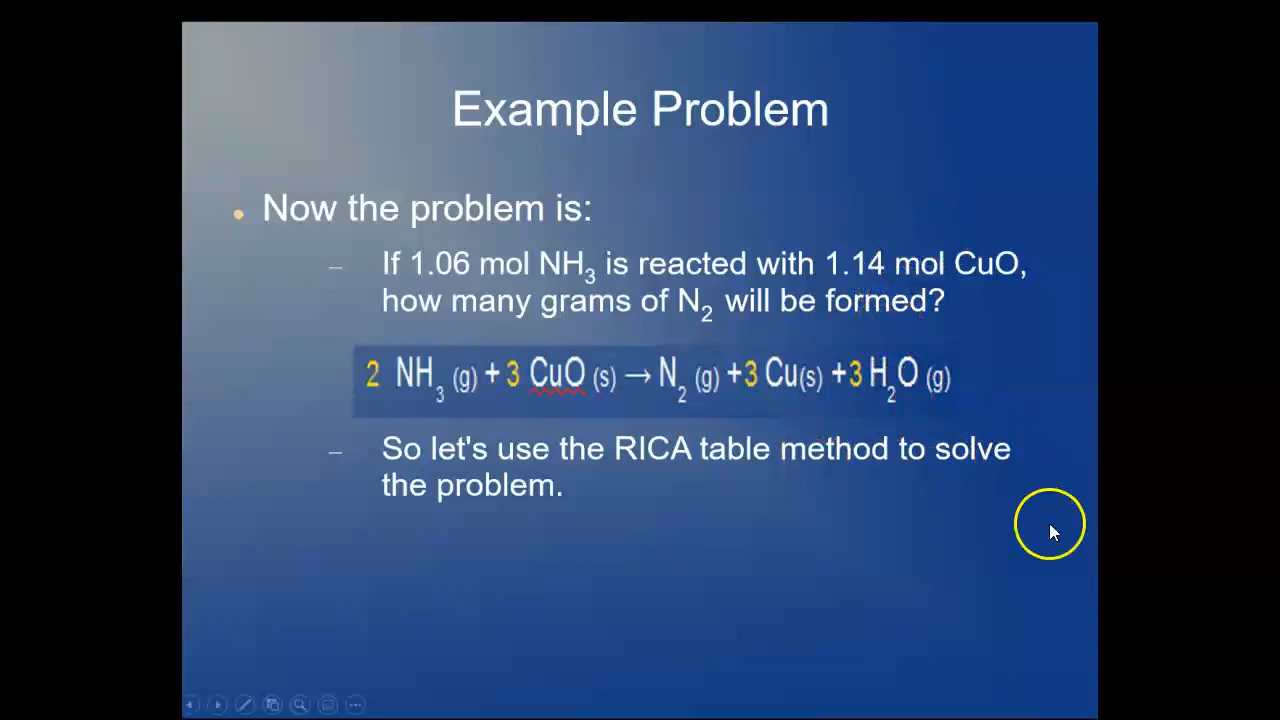 Example Problem
• Now the problem is:
– If 1.06 mol NH₃ is reacted with 1.14 mol CuO,
how many grams of N₂ will be formed?
2 NH₃ (g) + 3 CuO (s) → N₂ (g) +3 Cu(s) +3 H₂O (g)
– So let's use the RICA table method to solve
the problem.